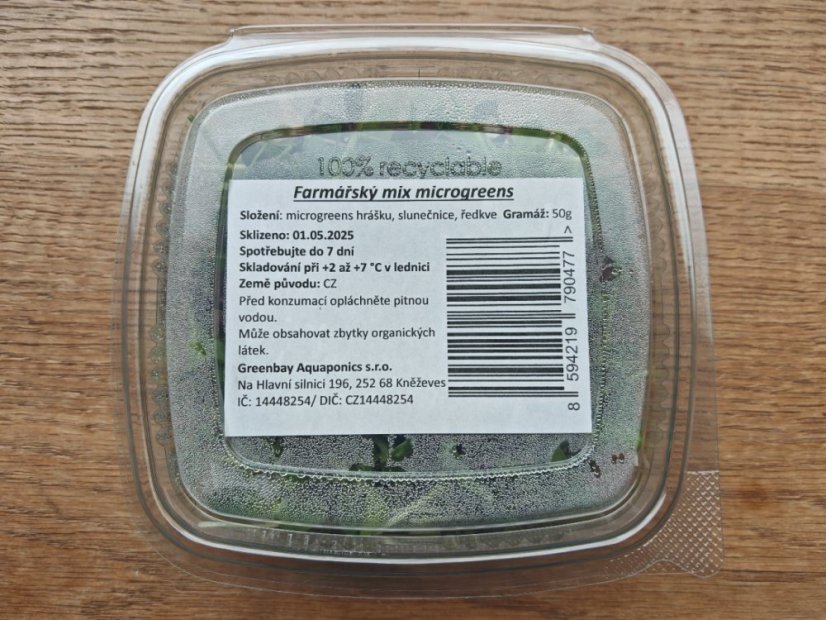 100% recyclable
Farmářský mix microgreens
Složení: microgreens hrášku, slunečnice, ředkve Gramáž: 50g
Sklizeno: 01.05.2025
Spotřebujte do 7 dní
Skladování při +2 až +7 °C v lednici
Země původu: CZ
Před konzumací opláchněte pitnou
vodou.
Může obsahovat zbytky organických
látek.
Greenbay Aquaponics s.r.o.
Na Hlavní silnici 196, 252 68 Kněževes
IČ: 14448254/ DIČ: CZ14448254
8 594219 790477 >